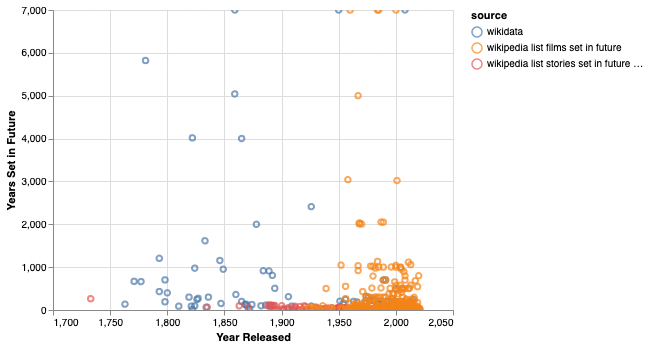 7,000
6,000
5,000
4,000
3,000
2,000
1,000
0
Years Set in Future
1,700
1,750
1,800
1,850
1,900
1,950
2,000
2,050
Year Released
source
wikidata
wikipedia list films set in future
wikipedia list stories set in future …